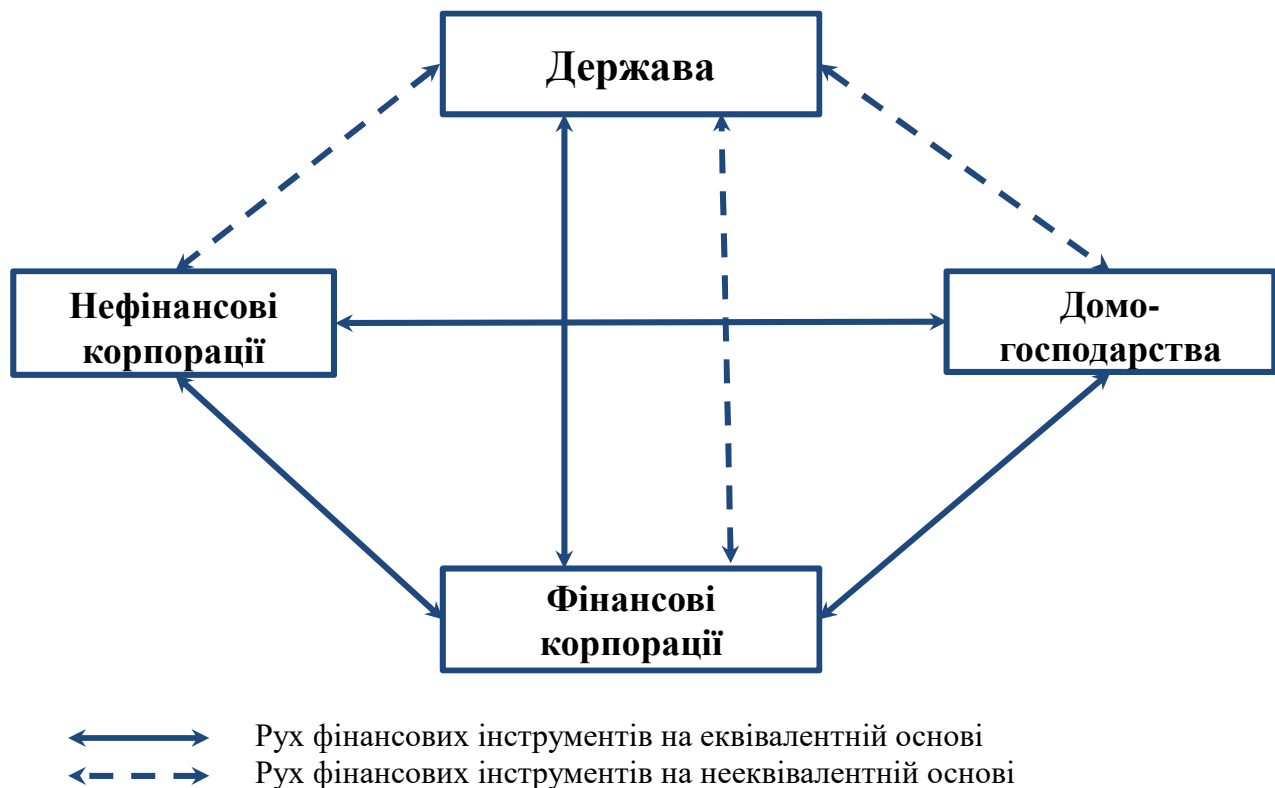 Держава
Нефінансові
корпорації
Домо-
господарства
Фінансові
корпорації
Рух фінансових інструментів на еквівалентній основі
Рух фінансових інструментів на нееквівалентній основі